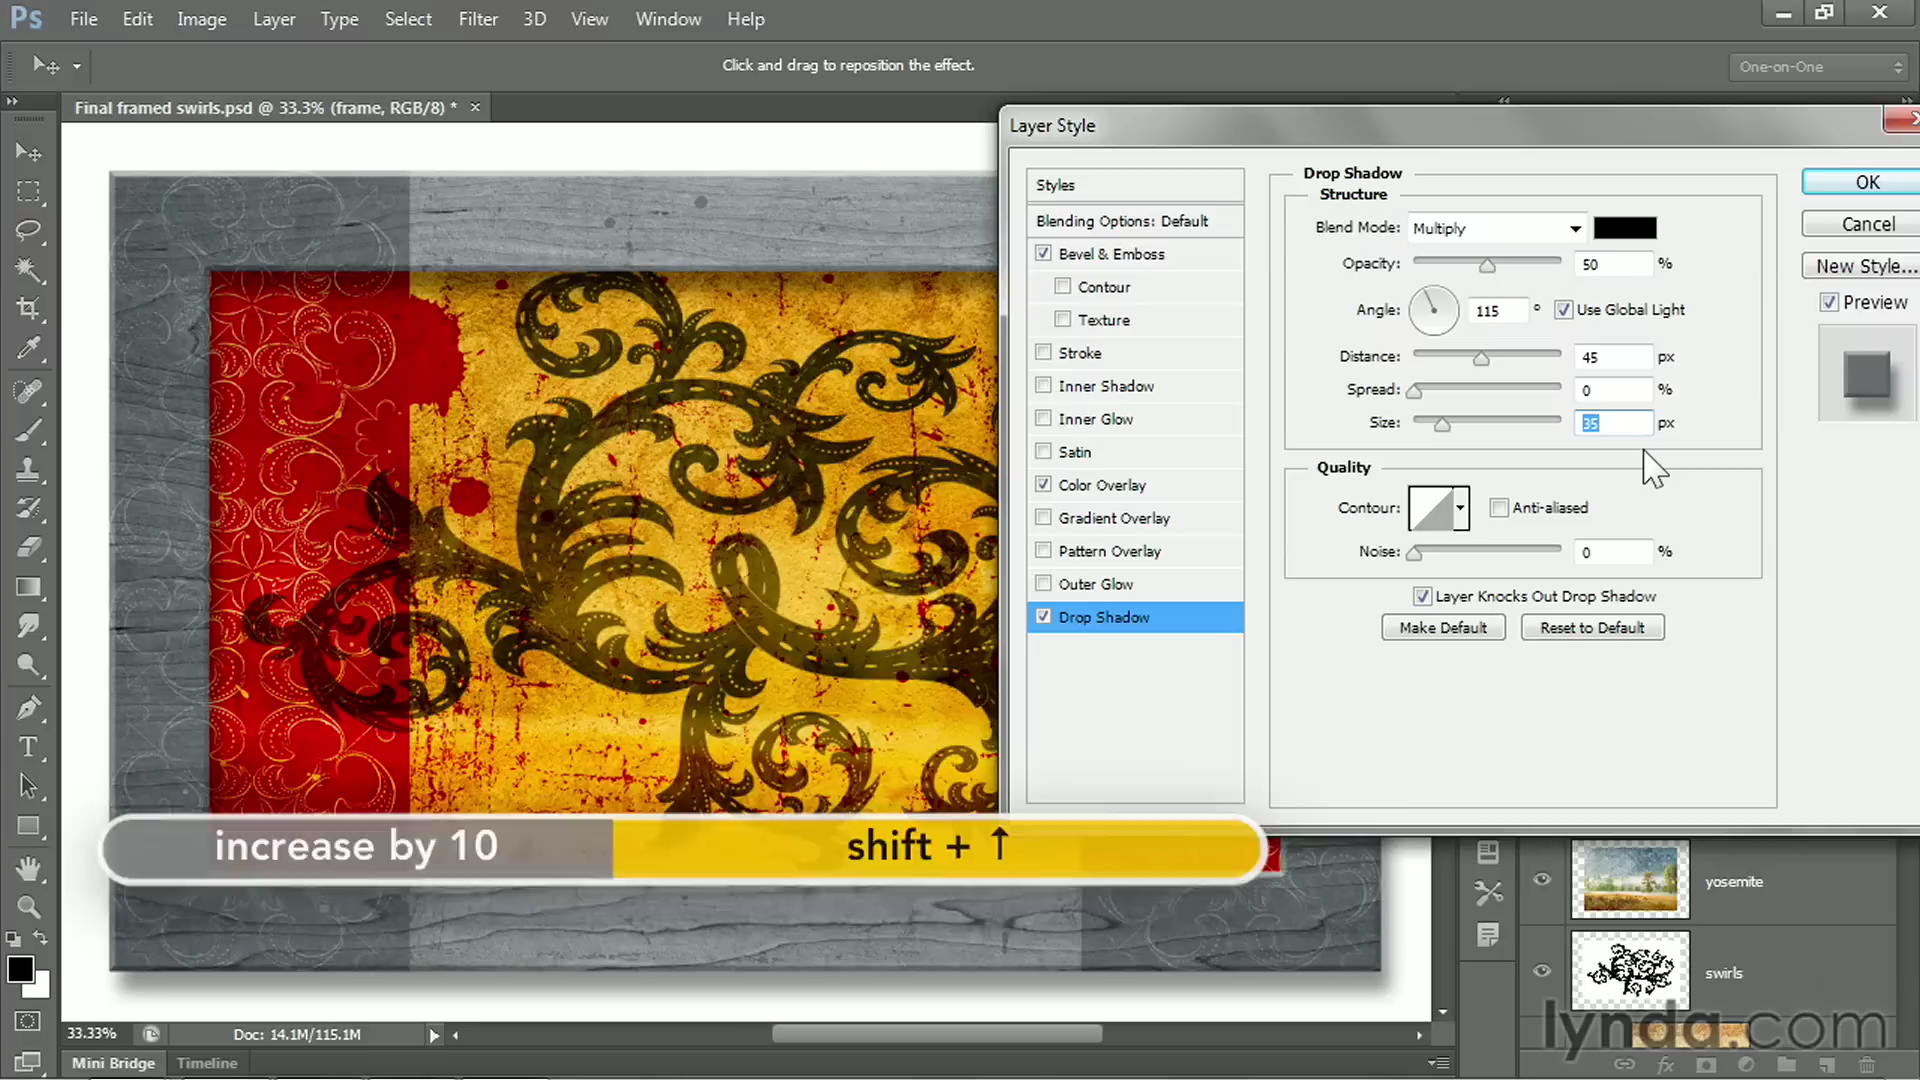 Ps File Edit Image Layer Type Select Filter 3D View Window Help
Click and drag to reposition the effect.
One-on-One
Final framed swirls.psd @ 33.3% (frame, RGB/8) *
Layer Style
Styles
Blending Options: Default
Bevel & Emboss
Contour
Texture
Stroke
Inner Shadow
Inner Glow
Satin
Color Overlay
Gradient Overlay
Pattern Overlay
Outer Glow
Drop Shadow
Drop Shadow
Structure
Blend Mode: Multiply
Opacity: 50 %
Angle: 115 ° Use Global Light
Distance: 45 px
Spread: 0 %
Size: 35 px
Quality
Contour: Anti-aliased
Noise: 0 %
Layer Knocks Out Drop Shadow
Make Default Reset to Default
OK
Cancel
New Style...
Preview
increase by 10 shift + ↑
yosemite
swirls
lynda.com
33.33% Doc: 14.1M/115.1M
Mini Bridge Timeline
fx